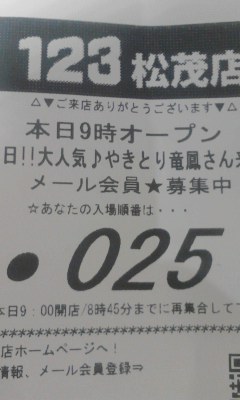 123 松茂店
△▼ご来店ありがとうございます▼△
本日9時オープン
日!!大人気♪やきとり竜鳳さん
メール会員★募集中
☆あなたの入場順番は・・・
●025
本日9:00開店/8時45分までに再集合して
店ホームページへ!
情報、メール会員登録⇒